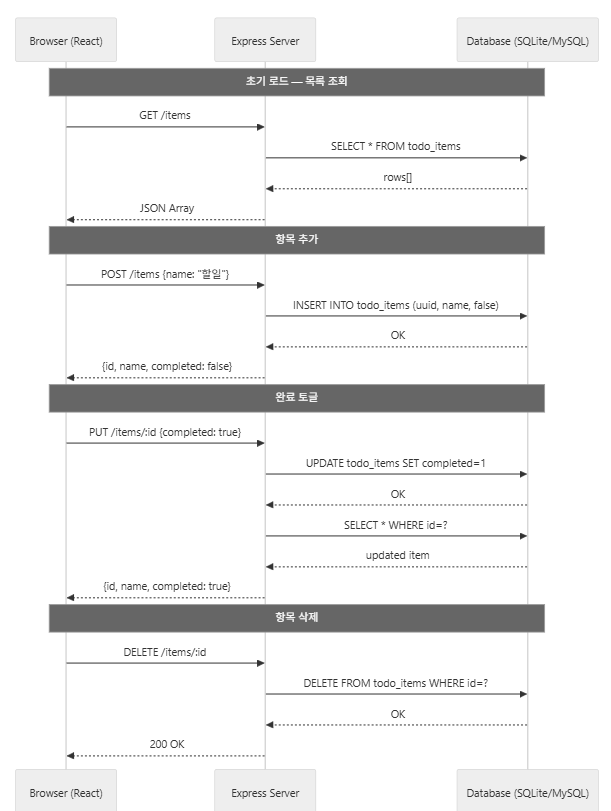 Browser (React)
Express Server
Database (SQLite/MySQL)
초기 로드 — 목록 조회
GET /items
SELECT * FROM todo_items
rows[]
JSON Array
항목 추가
POST /items {name: "할일"}
INSERT INTO todo_items (uuid, name, false)
OK
{id, name, completed: false}
완료 토글
PUT /items/:id {completed: true}
UPDATE todo_items SET completed=1
OK
SELECT * WHERE id=?
updated item
{id, name, completed: true}
항목 삭제
DELETE /items/:id
DELETE FROM todo_items WHERE id=?
OK
200 OK
Browser (React)
Express Server
Database (SQLite/MySQL)